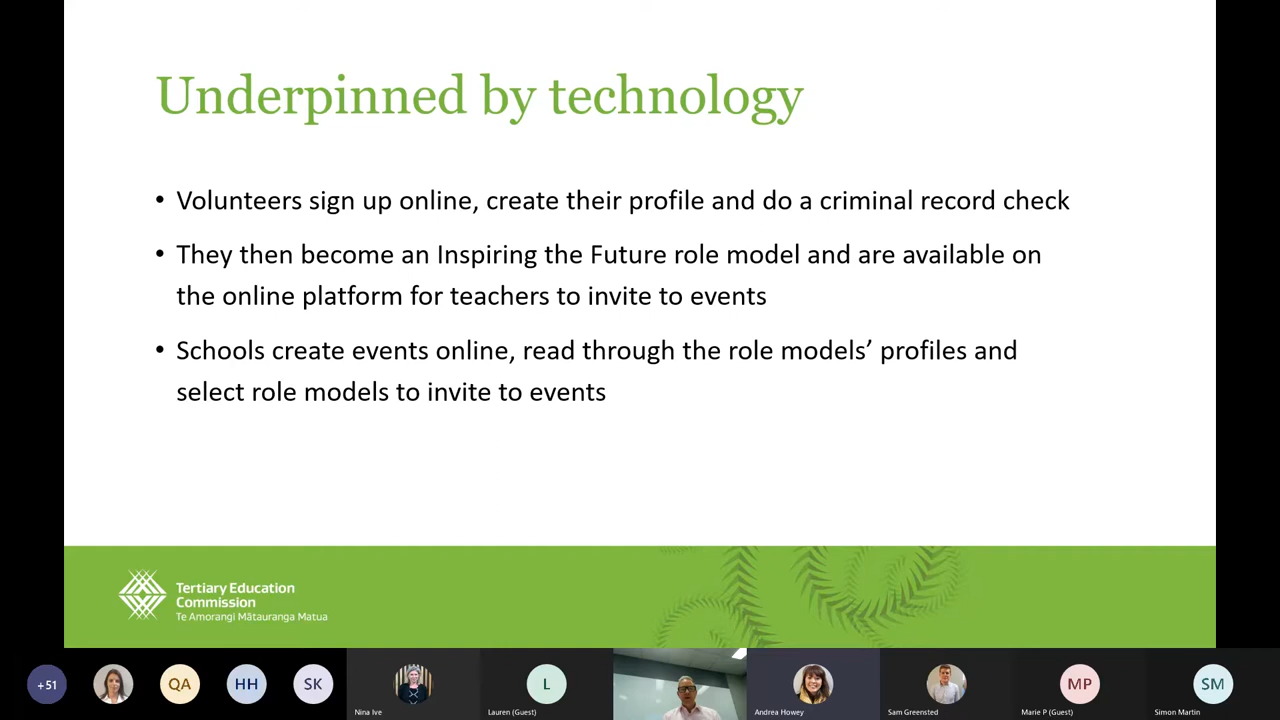 Underpinned by technology
• Volunteers sign up online, create their profile and do a criminal record check
• They then become an Inspiring the Future role model and are available on
the online platform for teachers to invite to events
• Schools create events online, read through the role models’ profiles and
select role models to invite to events
Tertiary Education
Commission
Te Amorangi Mātauranga Matua
+51
QA
HH
SK
Nina Ive
L
Lauren (Guest)
Andrea Howey
Sam Greensted
MP
Marie P (Guest)
SM
Simon Martin